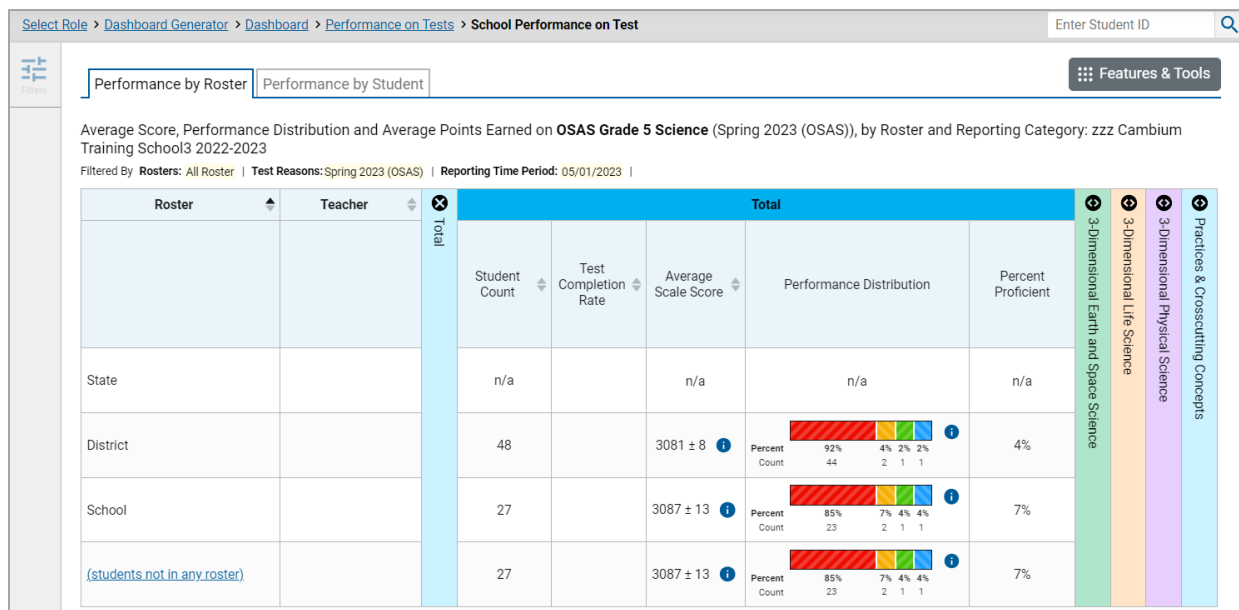 Select Role > Dashboard Generator > Dashboard > Performance on Tests > School Performance on Test
Enter Student ID
Filters
Performance by Roster
Performance by Student
Features & Tools
Average Score, Performance Distribution and Average Points Earned on OSAS Grade 5 Science (Spring 2023 (OSAS)), by Roster and Reporting Category: zzz Cambium
Training School3 2022-2023
Filtered By Rosters: All Roster | Test Reasons: Spring 2023 (OSAS) | Reporting Time Period: 05/01/2023 |
Roster
Teacher
Total
Total
Student
Count
Test
Completion
Rate
Average
Scale Score
Performance Distribution
Percent
Proficient
3-Dimensional Earth and Space Science
3-Dimensional Life Science
3-Dimensional Physical Science
Practices & Crosscutting Concepts
State
n/a
n/a
n/a
n/a
District
48
3081 ± 8
Percent 92% 4% 2% 2%
Count 44 2 1 1
4%
School
27
3087 ± 13
Percent 85% 7% 4% 4%
Count 23 2 1 1
7%
(students not in any roster)
27
3087 ± 13
Percent 85% 7% 4% 4%
Count 23 2 1 1
7%